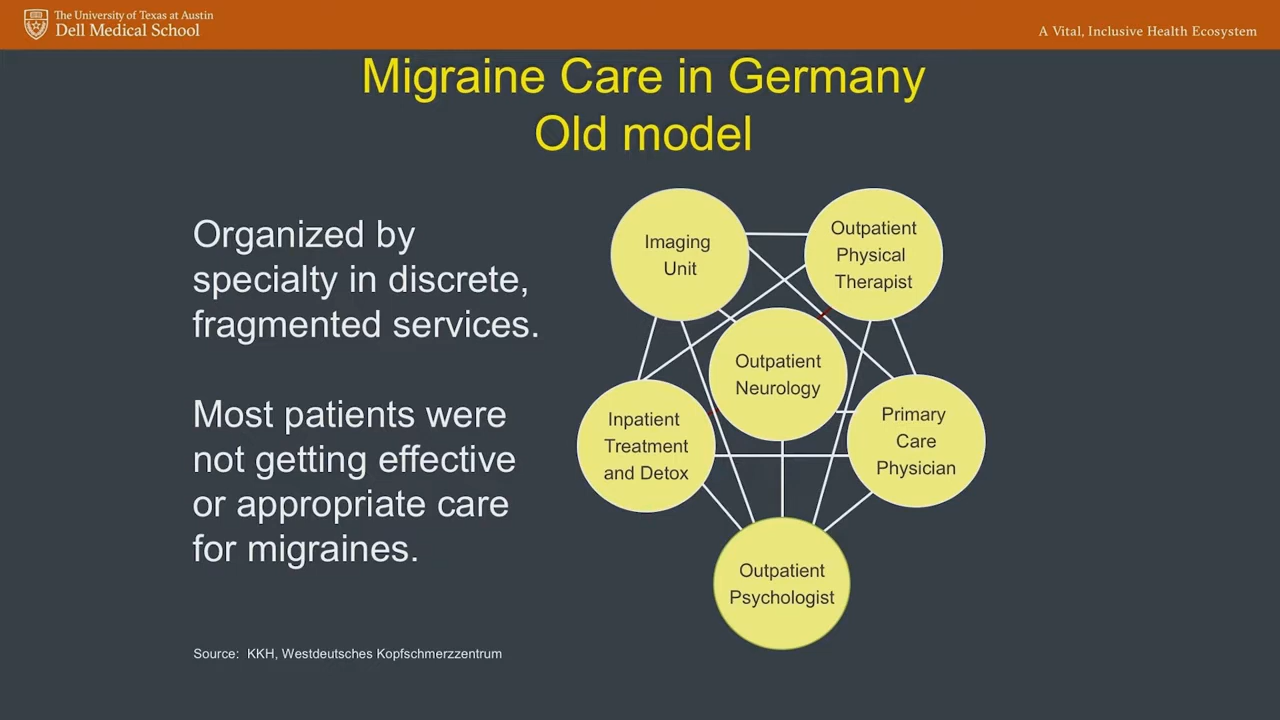 The University of Texas at Austin
Dell Medical School
A Vital, Inclusive Health Ecosystem
Migraine Care in Germany
Old model
Organized by
specialty in discrete,
fragmented services.
Most patients were
not getting effective
or appropriate care
for migraines.
Imaging
Unit
Outpatient
Physical
Therapist
Outpatient
Neurology
Inpatient
Treatment
and Detox
Primary
Care
Physician
Outpatient
Psychologist
Source: KKH, Westdeutsches Kopfschmerzzentrum